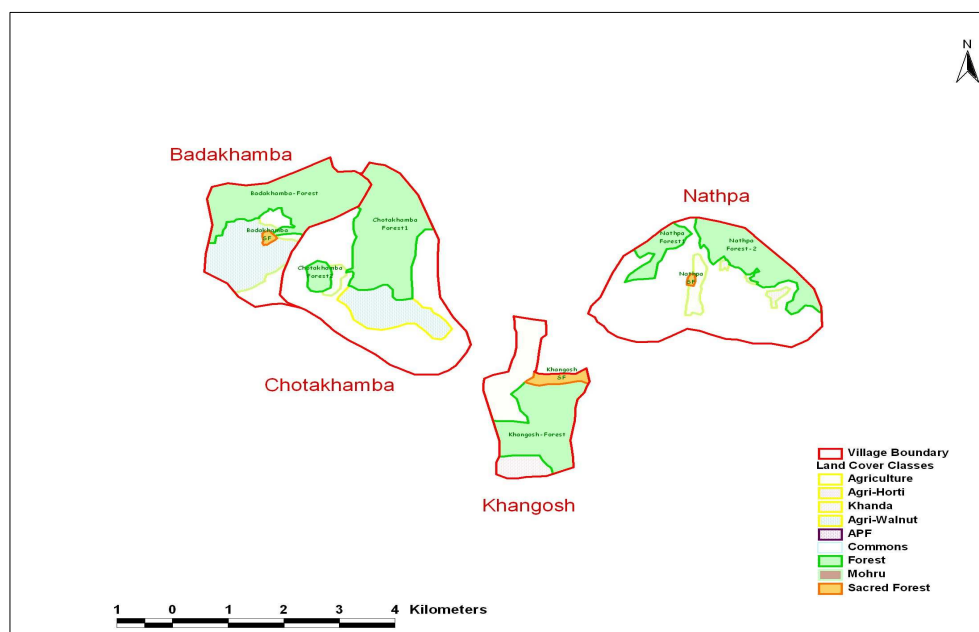 N
Badakhamba
Nathpa
Badakhamba-Forest
Chotakhamba
Forest1
Badakhamba
SF
Nathpa
Forest1
Nathpa
Forest-2
Chotakhamba
Forest2
Nathpa
SF
Chotakhamba
Khangosh
SF
Khangosh-Forest
Khangosh
Village Boundary
Land Cover Classes
Agriculture
Agri-Horti
Khanda
Agri-Walnut
APF
Commons
Forest
Mohru
Sacred Forest
1 0 1 2 3 4 Kilometers